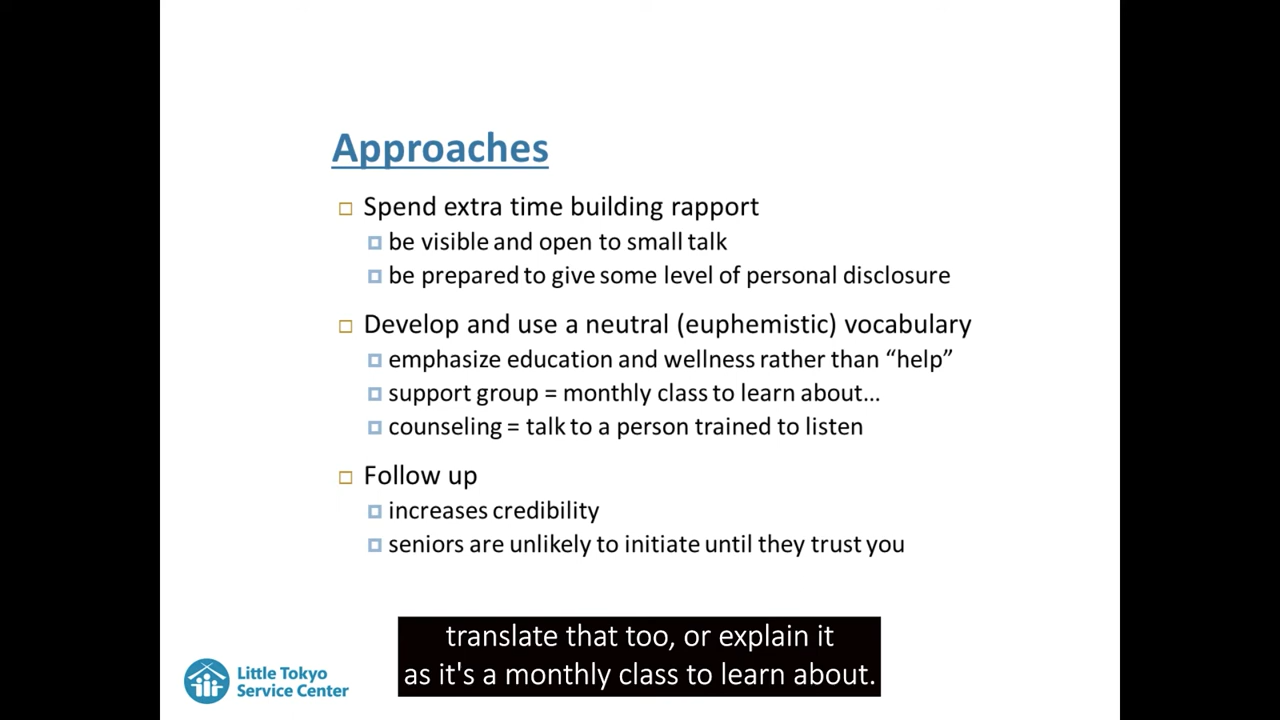 Approaches
Spend extra time building rapport
be visible and open to small talk
be prepared to give some level of personal disclosure
Develop and use a neutral (euphemistic) vocabulary
emphasize education and wellness rather than “help”
support group = monthly class to learn about…
counseling = talk to a person trained to listen
Follow up
increases credibility
seniors are unlikely to initiate until they trust you
translate that too, or explain it
as it's a monthly class to learn about.
Little Tokyo
Service Center